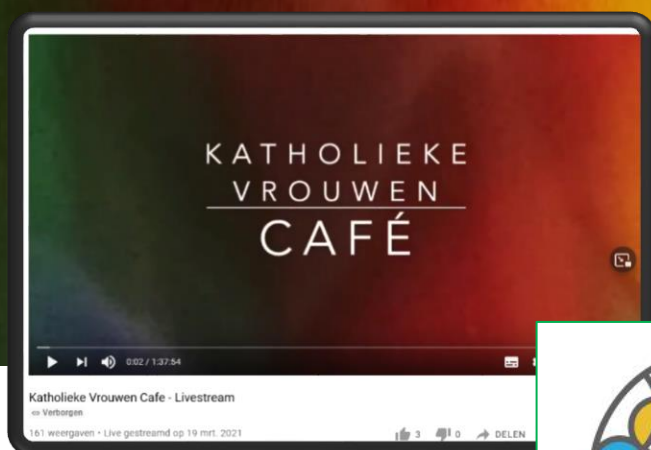 KATHOLIEKE
VROUWEN
CAFÉ
0:02 / 1:37:54
Katholieke Vrouwen Cafe - Livestream
Verborgen
161 weergaven • Live gestreamd op 19 mrt. 2021
3
0
DELEN